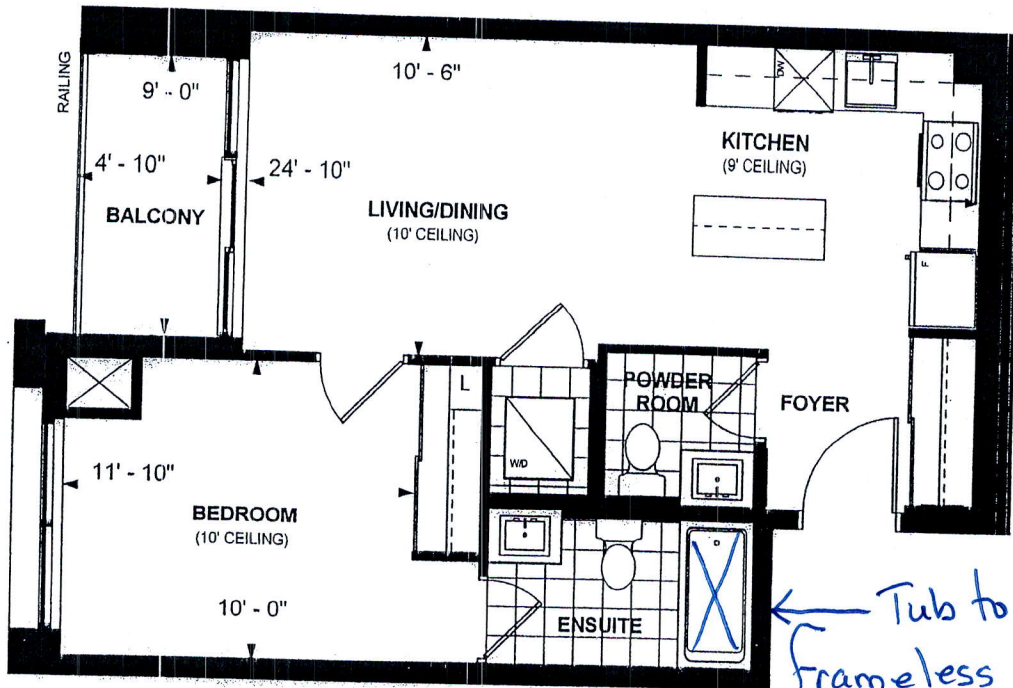 RAILING
9' - 0"
4' - 10"
BALCONY
24' - 10"
10' - 6"
LIVING/DINING
(10' CEILING)
DW
KITCHEN
(9' CEILING)
F
L
W/D
POWDER
ROOM
FOYER
11' - 10"
BEDROOM
(10' CEILING)
10' - 0"
ENSUITE
Tub to
frameless